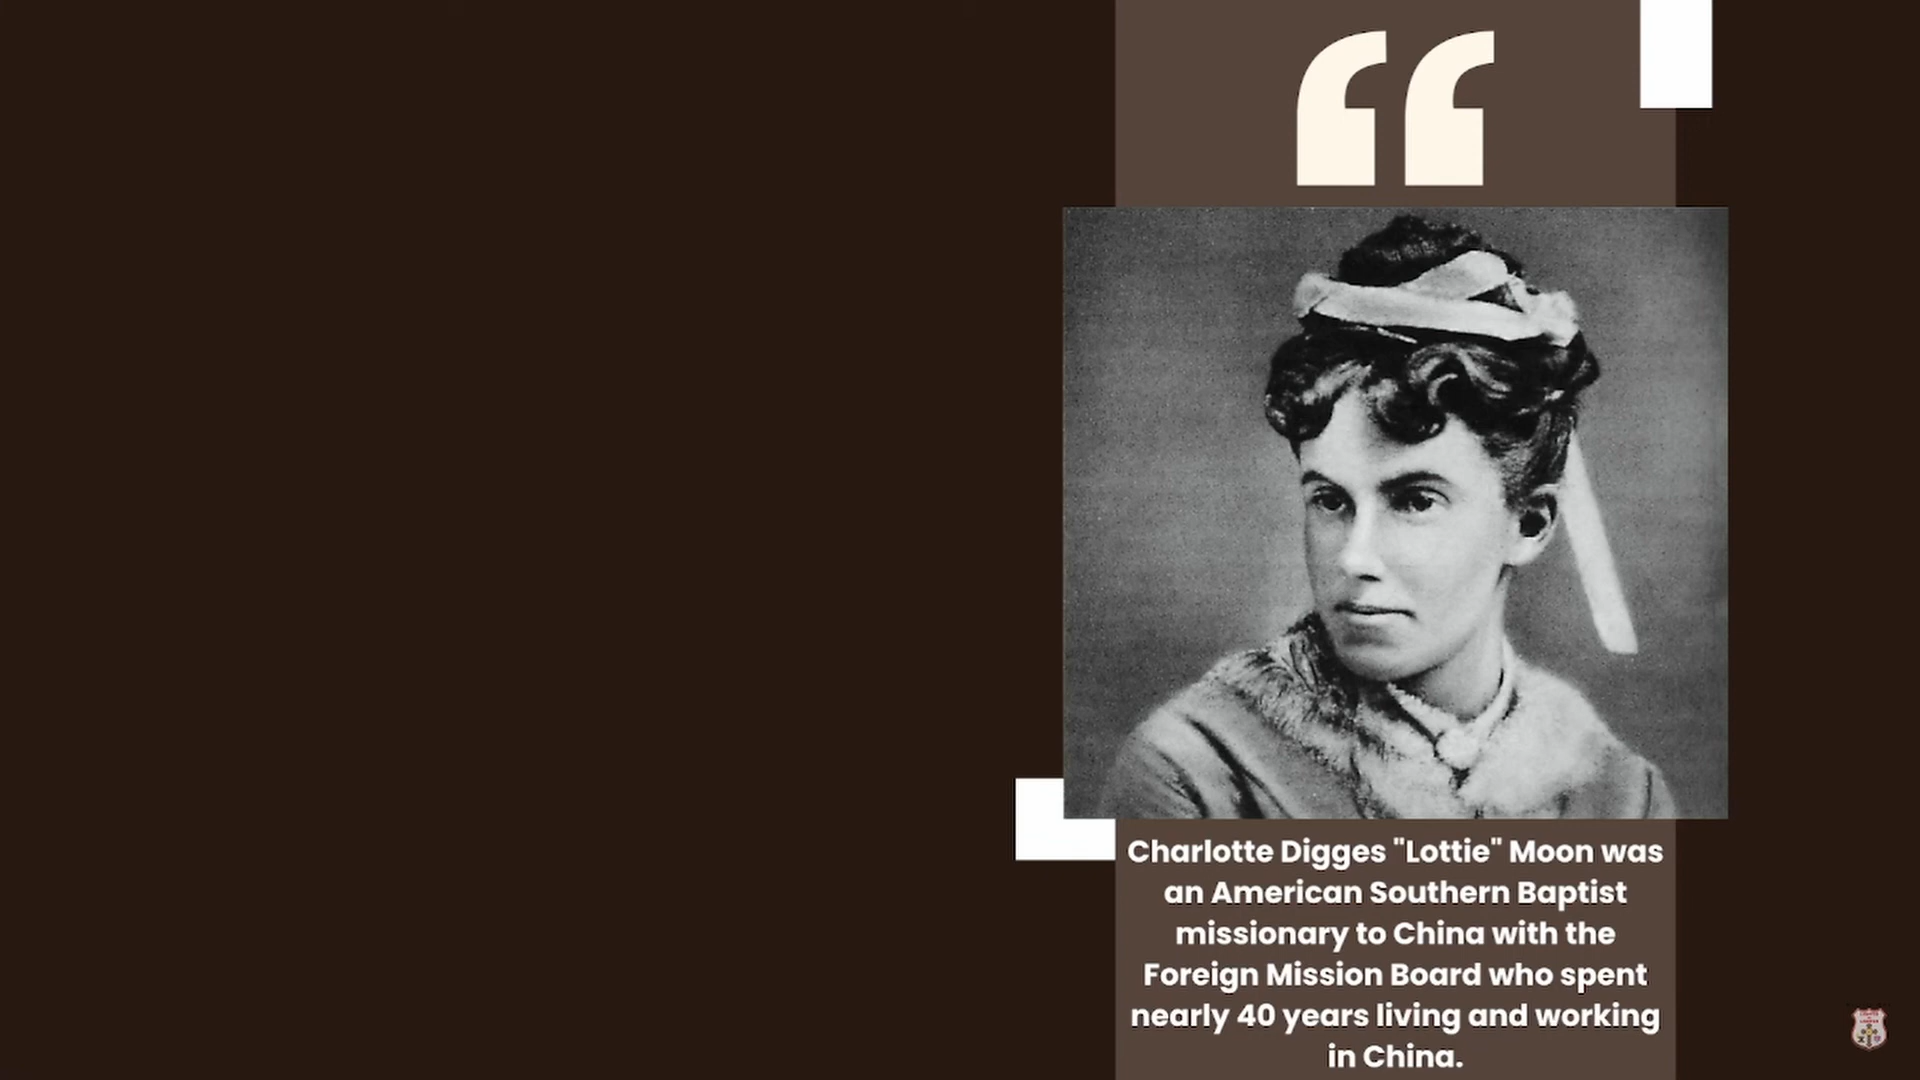 Charlotte Digges "Lottie" Moon was
an American Southern Baptist
missionary to China with the
Foreign Mission Board who spent
nearly 40 years living and working
in China.